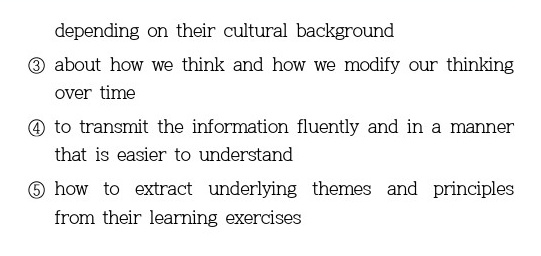 depending on their cultural background
③ about how we think and how we modify our thinking
over time
④ to transmit the information fluently and in a manner
that is easier to understand
⑤ how to extract underlying themes and principles
from their learning exercises